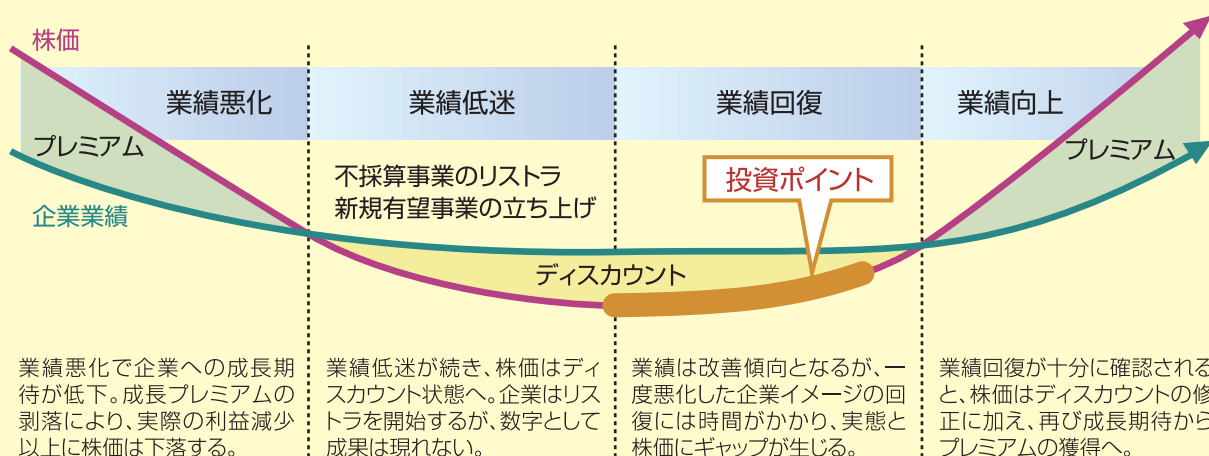 株価
業績悪化
業績低迷
業績回復
業績向上
プレミアム
プレミアム
企業業績
不採算事業のリストラ
新規有望事業の立ち上げ
投資ポイント
ディスカウント
業績悪化で企業への成長期
待が低下。成長プレミアムの
剥落により、実際の利益減少
以上に株価は下落する。
業績低迷が続き、株価はディ
スカウント状態へ。企業はリス
トラを開始するが、数字として
成果は現れない。
業績は改善傾向となるが、一
度悪化した企業イメージの回
復には時間がかかり、実態と
株価にギャップが生じる。
業績回復が十分に確認される
と、株価はディスカウントの修
正に加え、再び成長期待から
プレミアムの獲得へ。